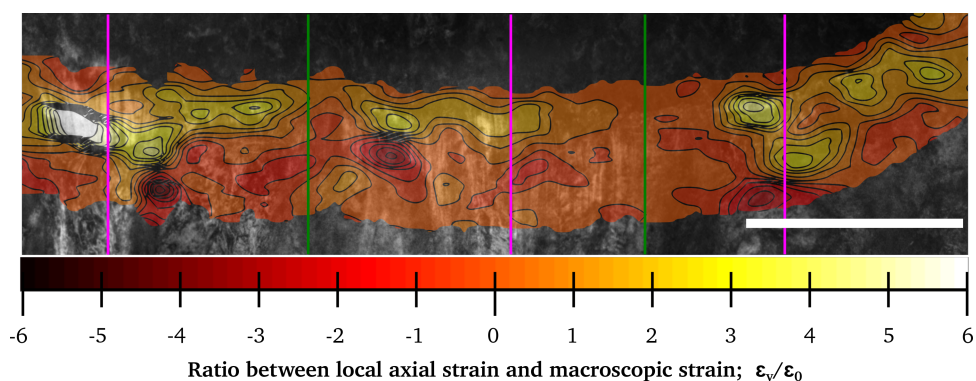 -6 -5 -4 -3 -2 -1 0 1 2 3 4 5 6
Ratio between local axial strain and macroscopic strain; εᵧ/ε₀